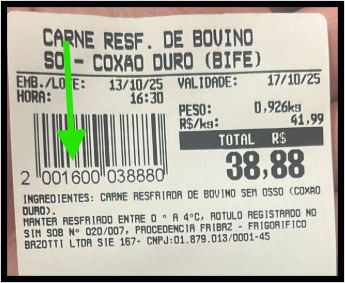 CARNE RESF. DE BOVINO
SO - COXAO DURO (BIFE)
EMB./LOTE: 13/10/25 VALIDADE: 17/10/25
HORA: 16:30
PESO: 0,926kg
R$/kg: 41,99
TOTAL R$
38,88
2 001600 038880
INGREDIENTES: CARNE RESFRIADA DE BOVINO SEM OSSO (COXAO
DURO).
MANTER RESFRIADO ENTRE 0 ° A 4°C, ROTULO REGISTRADO NO
SIM SOB N° 020/007, PROCEDENCIA FRIBAZ - FRIGORIFICO
BAZOTTI LTDA SIE 167- CNPJ:01.879.013/0001-45